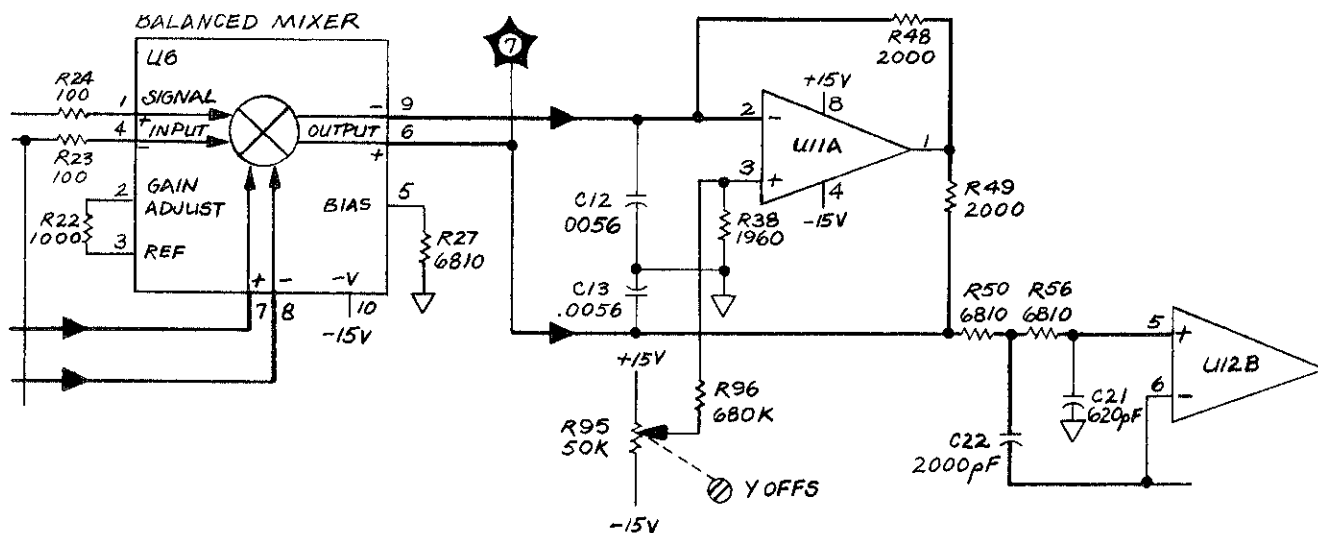 BALANCED MIXER
U6
R24
100
1
SIGNAL
+
4
INPUT
-
R23
100
2
GAIN
ADJUST
R22
1000
3
REF
-
9
OUTPUT
6
+
5
BIAS
R27
6810
+
-
-V
7
8
10
-15V
7
R48
2000
+15V
8
2
-
U11A
1
3
+
4
-15V
C12
.0056
R38
1960
R49
2000
C13
.0056
R50
6810
R56
6810
5
+
U12B
6
-
+15V
R96
680K
R95
50K
C21
620pF
C22
2000pF
Y OFFS
-15V